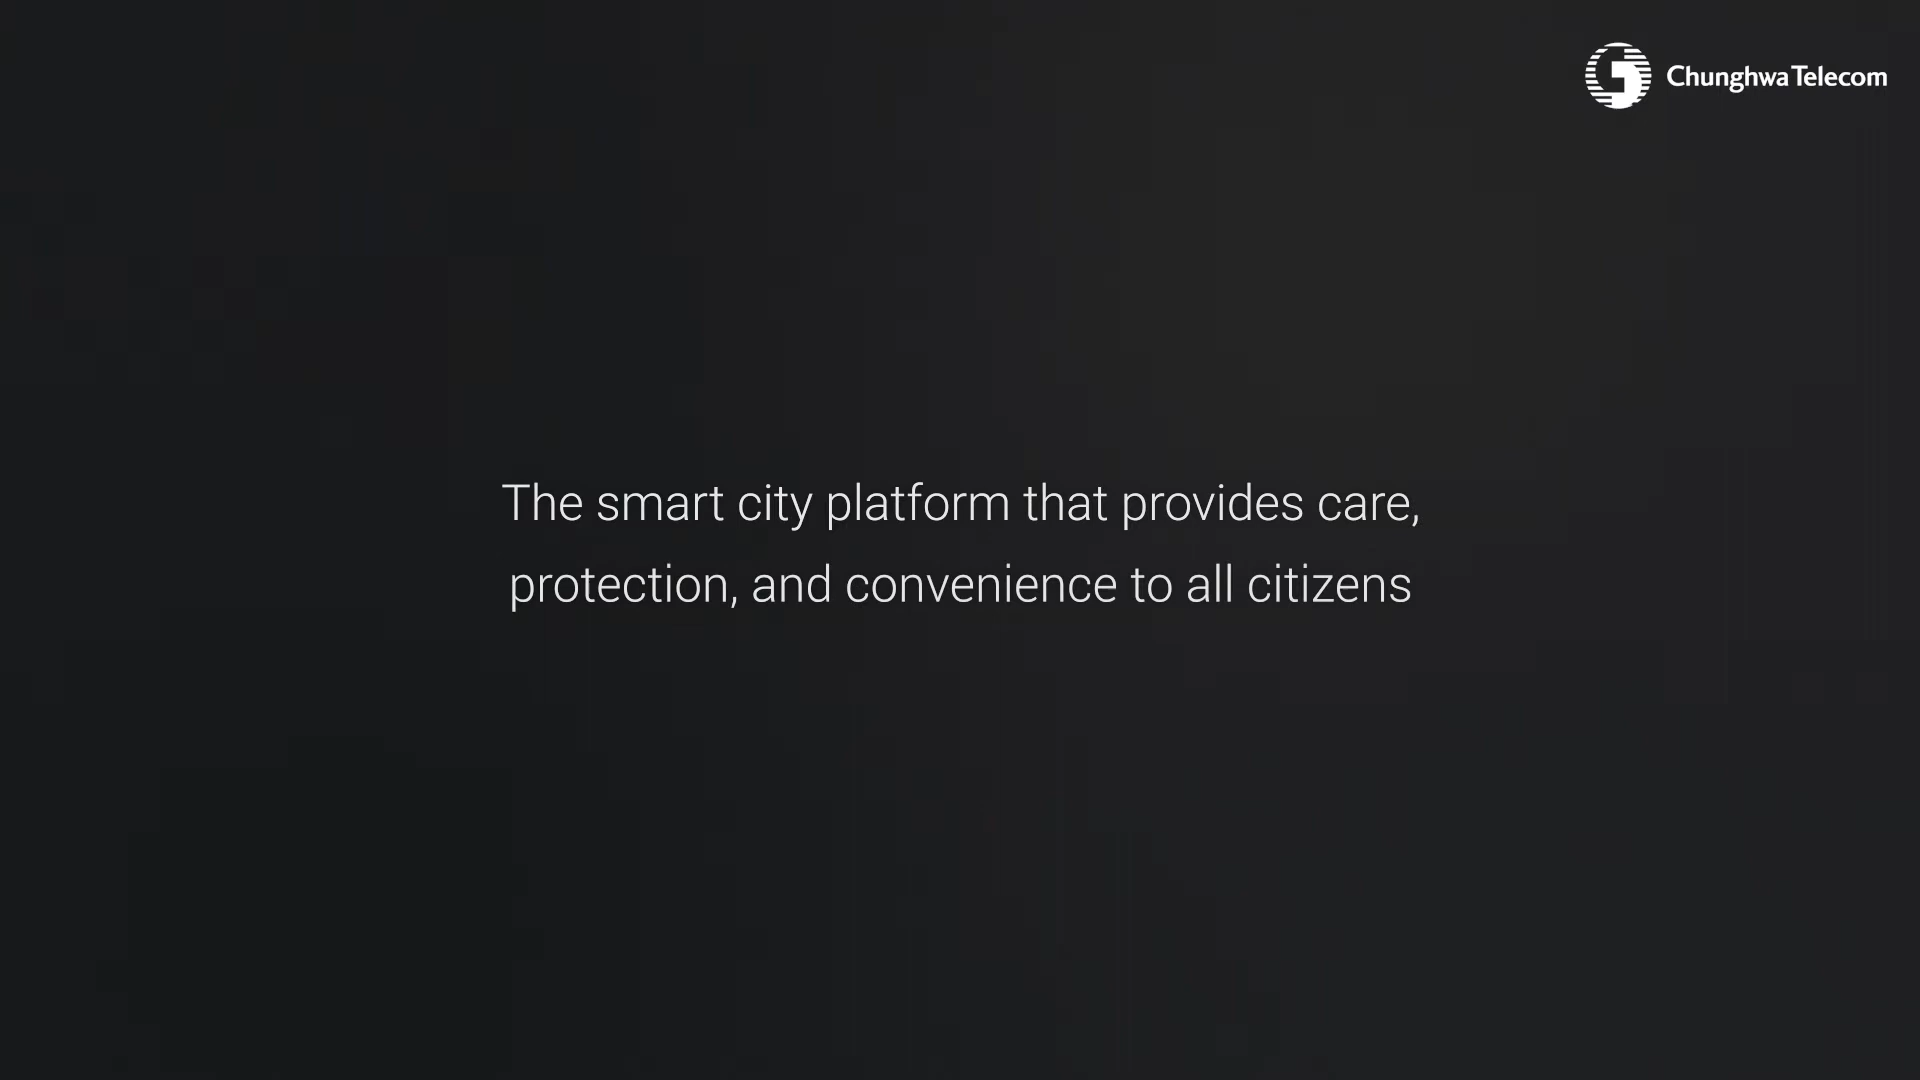 Chunghwa Telecom
The smart city platform that provides care,
protection, and convenience to all citizens